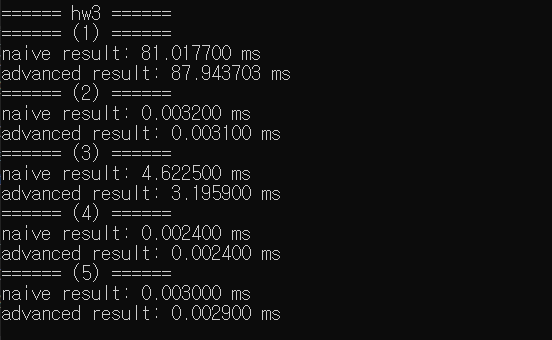 ====== hw3 ======
====== (1) ======
naive result: 81.017700 ms
advanced result: 87.943703 ms
====== (2) ======
naive result: 0.003200 ms
advanced result: 0.003100 ms
====== (3) ======
naive result: 4.622500 ms
advanced result: 3.195900 ms
====== (4) ======
naive result: 0.002400 ms
advanced result: 0.002400 ms
====== (5) ======
naive result: 0.003000 ms
advanced result: 0.002900 ms